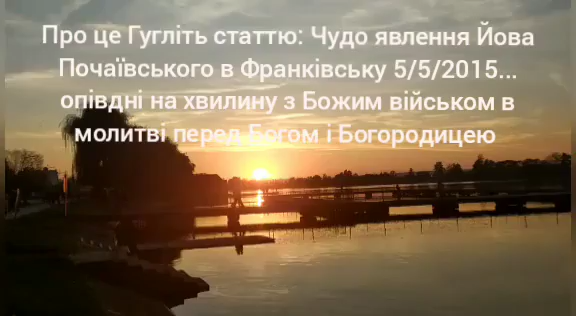 Про це Гугліть статтю: Чудо явлення Йова
Почаївського в Франківську 5/5/2015...
опівдні на хвилину з Божим військом в
молитві перед Богом і Богородицею